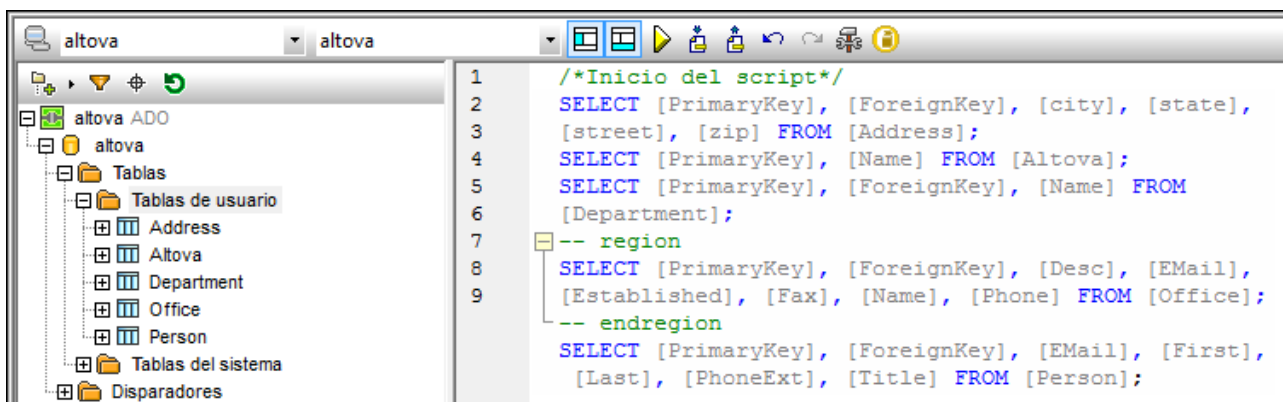 altova altova
altova ADO
altova
Tablas
Tablas de usuario
Address
Altova
Department
Office
Person
Tablas del sistema
Disparadores
1 /*Inicio del script*/
2 SELECT [PrimaryKey], [ForeignKey], [city], [state],
3 [street], [zip] FROM [Address];
4 SELECT [PrimaryKey], [Name] FROM [Altova];
5 SELECT [PrimaryKey], [ForeignKey], [Name] FROM
6 [Department];
7 -- region
8 SELECT [PrimaryKey], [ForeignKey], [Desc], [EMail],
9 [Established], [Fax], [Name], [Phone] FROM [Office];
-- endregion
SELECT [PrimaryKey], [ForeignKey], [EMail], [First],
[Last], [PhoneExt], [Title] FROM [Person];